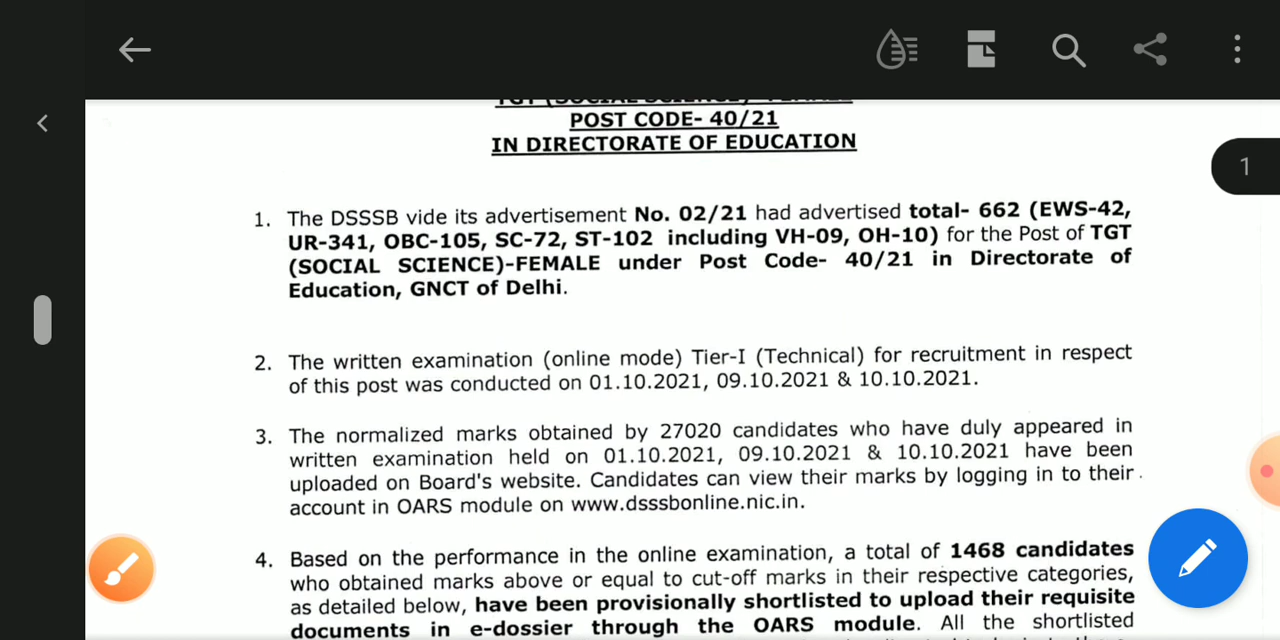 TGT (SOCIAL SCIENCE)-FEMALE
POST CODE- 40/21
IN DIRECTORATE OF EDUCATION
1
1. The DSSSB vide its advertisement No. 02/21 had advertised total- 662 (EWS-42,
UR-341, OBC-105, SC-72, ST-102 including VH-09, OH-10) for the Post of TGT
(SOCIAL SCIENCE)-FEMALE under Post Code- 40/21 in Directorate of
Education, GNCT of Delhi.
2. The written examination (online mode) Tier-I (Technical) for recruitment in respect
of this post was conducted on 01.10.2021, 09.10.2021 & 10.10.2021.
3. The normalized marks obtained by 27020 candidates who have duly appeared in
written examination held on 01.10.2021, 09.10.2021 & 10.10.2021 have been
uploaded on Board's website. Candidates can view their marks by logging in to their
account in OARS module on www.dsssbonline.nic.in.
4. Based on the performance in the online examination, a total of 1468 candidates
who obtained marks above or equal to cut-off marks in their respective categories,
as detailed below, have been provisionally shortlisted to upload their requisite
documents in e-dossier through the OARS module. All the shortlisted